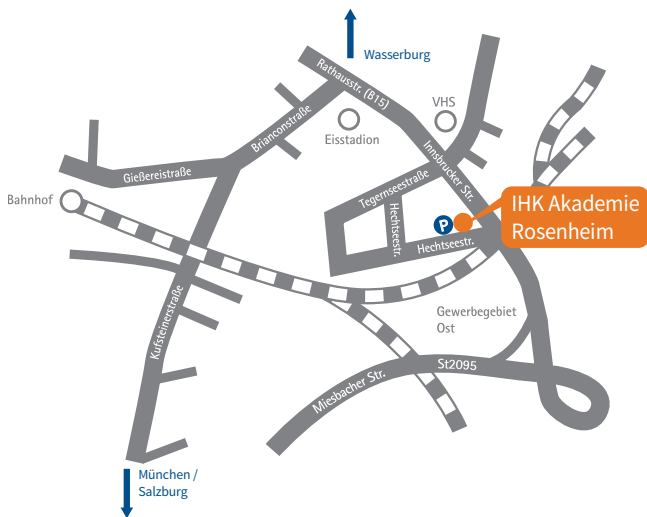 Wasserburg
Rathausstr. (B15)
VHS
Eisstadion
Brianconstraße
Innsbrucker Str.
Gießereistraße
Tegernseestraße
Bahnhof
Hechtseestr.
P
IHK Akademie
Rosenheim
Hechtseestr.
Kufsteinerstraße
Gewerbegebiet
Ost
St2095
Miesbacher Str.
München /
Salzburg